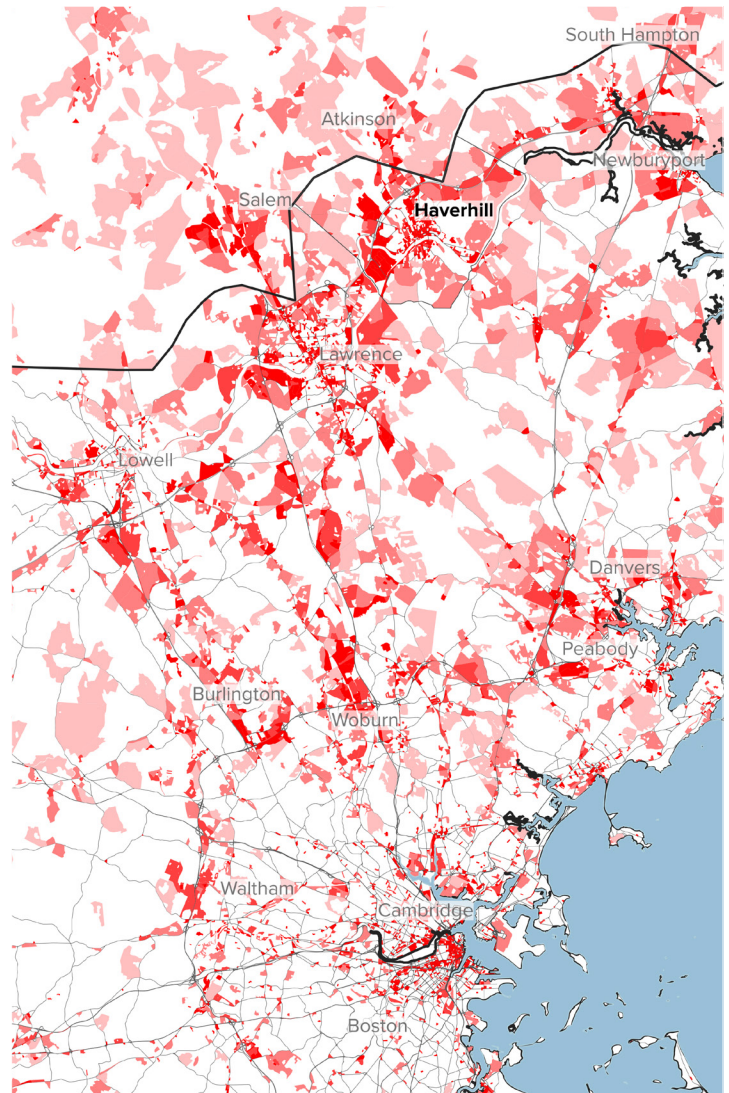 South Hampton
Atkinson
Newburyport
Salem
Haverhill
Lawrence
Lowell
Danvers
Peabody
Burlington
Woburn
Waltham
Cambridge
Boston